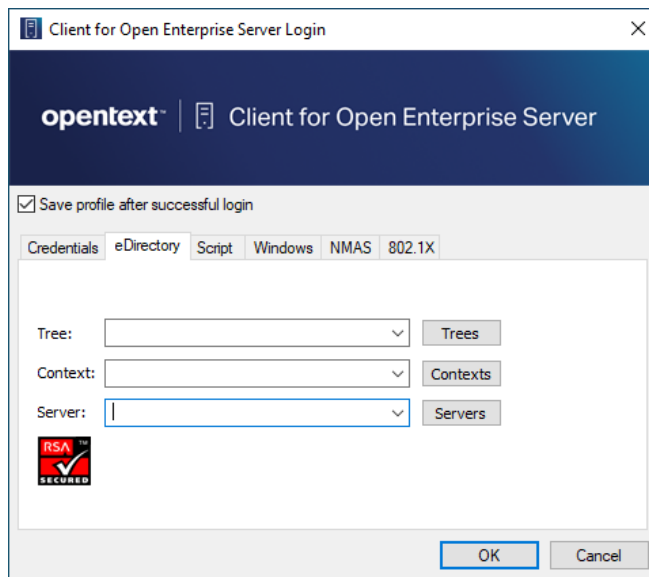 Client for Open Enterprise Server Login
opentext™ | Client for Open Enterprise Server
Save profile after successful login
Credentials eDirectory Script Windows NMAS 802.1X
Tree: Trees
Context: Contexts
Server: Servers
RSA ™
SECURED
OK Cancel